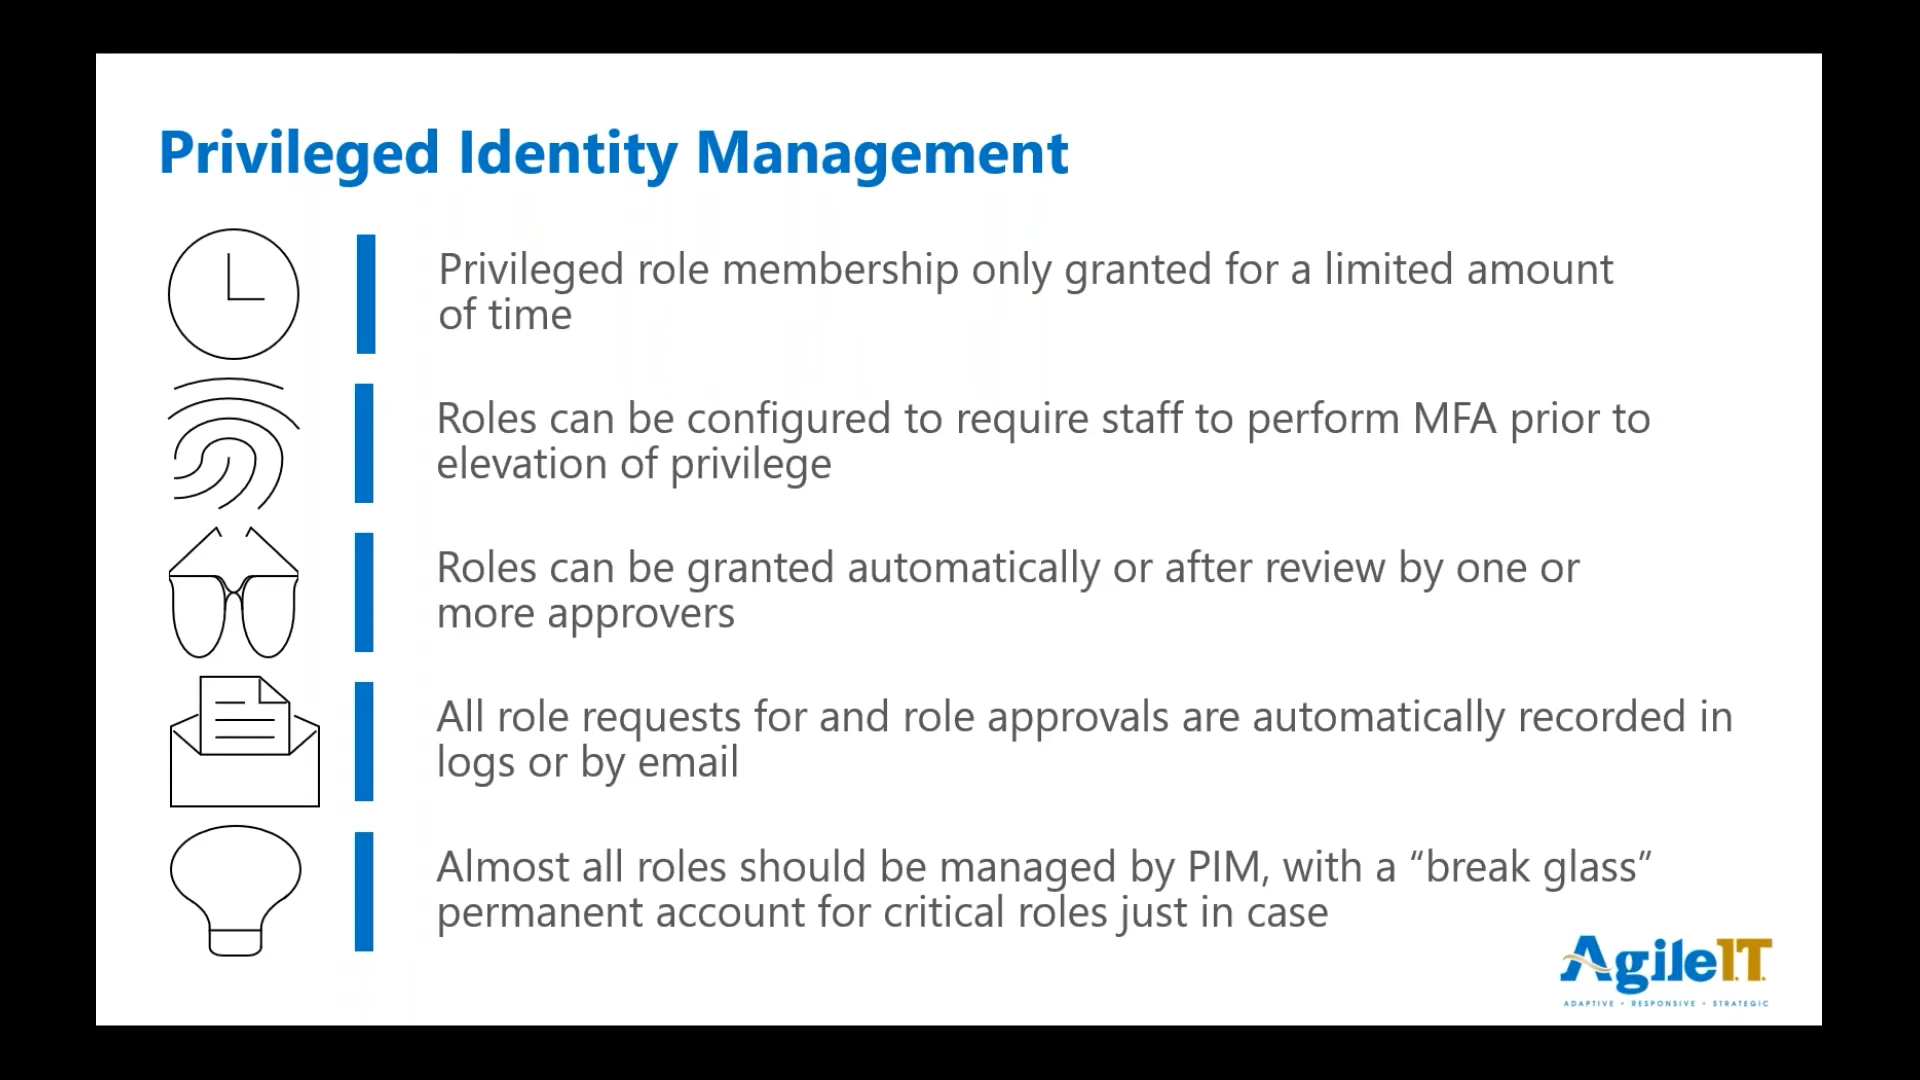 Privileged Identity Management
Privileged role membership only granted for a limited amount
of time
Roles can be configured to require staff to perform MFA prior to
elevation of privilege
Roles can be granted automatically or after review by one or
more approvers
All role requests for and role approvals are automatically recorded in
logs or by email
Almost all roles should be managed by PIM, with a “break glass”
permanent account for critical roles just in case
AgileI.T.
ADAPTIVE • RESPONSIVE • STRATEGIC